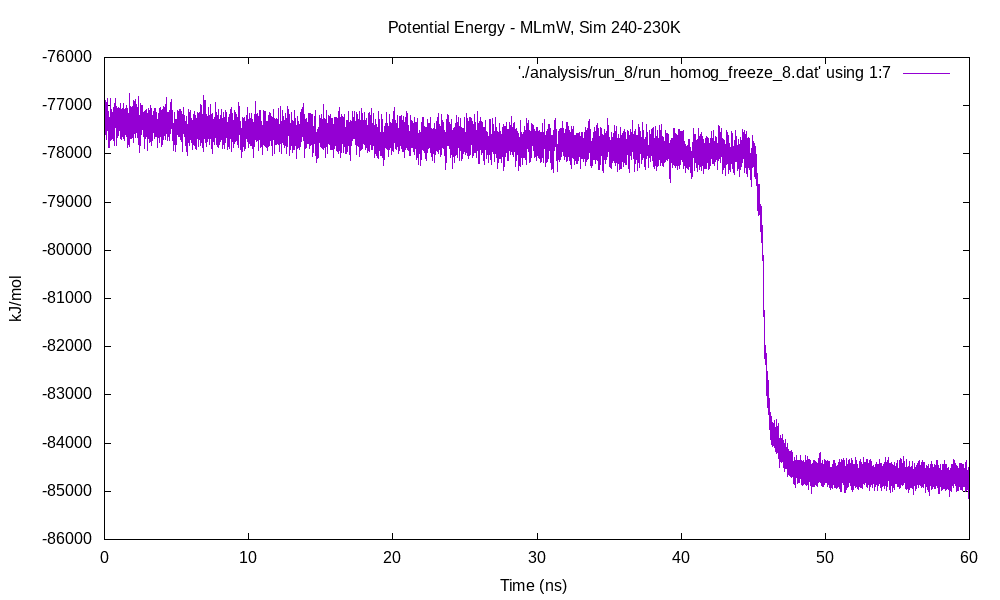 Potential Energy - MLmW, Sim 240-230K
'./analysis/run_8/run_homog_freeze_8.dat' using 1:7
-76000
-77000
-78000
-79000
-80000
-81000
-82000
-83000
-84000
-85000
-86000
kJ/mol
0 10 20 30 40 50 60
Time (ns)